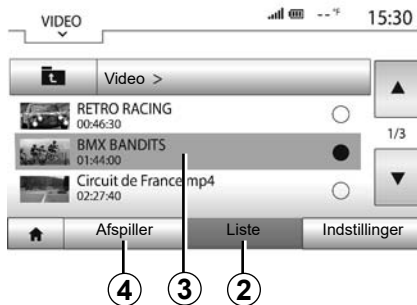 VIDEO
--°F
15:30
Video >
RETRO RACING
00:46:30
BMX BANDITS
01:44:00
1/3
Circuit de France.mp4
02:27:40
Afspiller
Liste
Indstillinger
4
3
2